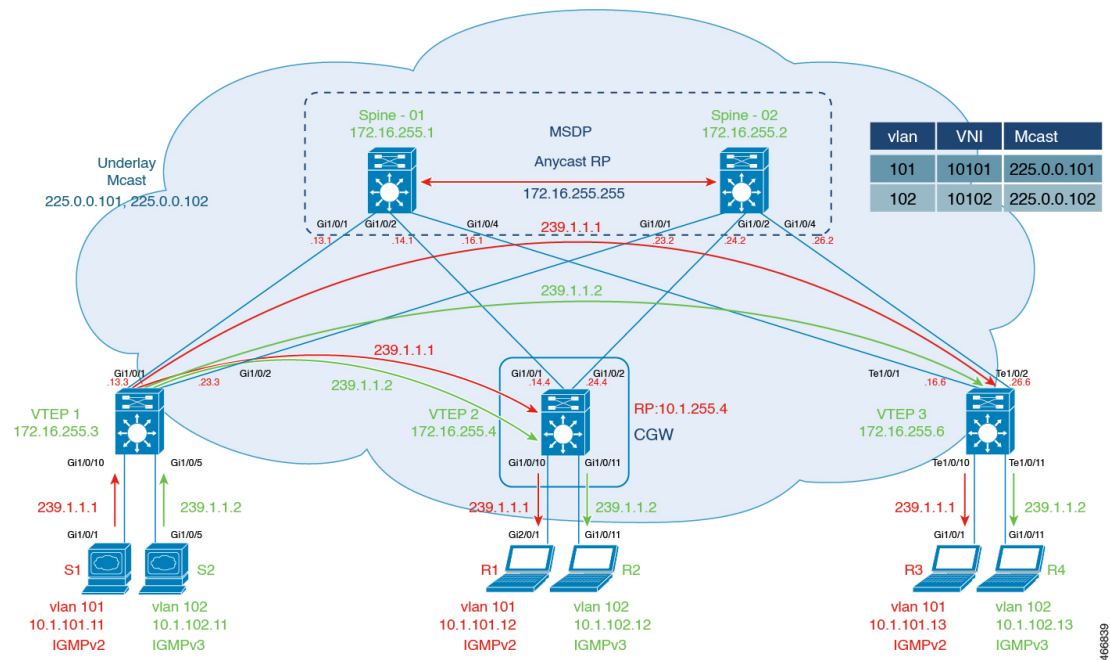 Spine - 01
172.16.255.1
MSDP
Spine - 02
172.16.255.2
Anycast RP
172.16.255.255
vlan VNI Mcast
101 10101 225.0.0.101
102 10102 225.0.0.102
Underlay
Mcast
225.0.0.101, 225.0.0.102
Gi1/0/1 Gi1/0/2 Gi1/0/4 Gi1/0/1 Gi1/0/2 Gi1/0/4
.13.1 .14.1 .16.1 239.1.1.1 .23.2 .24.2 .26.2
239.1.1.2
239.1.1.1
239.1.1.2
Gi1/0/1 Gi1/0/2
.13.3 .23.3
Gi1/0/1 Gi1/0/2
.14.4 .24.4
Te1/0/1 Te1/0/2
.16.6 .26.6
VTEP 1
172.16.255.3
VTEP 2
172.16.255.4
RP:10.1.255.4
CGW
VTEP 3
172.16.255.6
Gi1/0/10 Gi1/0/5
Gi1/0/10 Gi1/0/11
Te1/0/10 Te1/0/11
239.1.1.1 239.1.1.2
239.1.1.1 239.1.1.2
239.1.1.1 239.1.1.2
Gi1/0/1 Gi1/0/5
Gi2/0/1 Gi1/0/11
Gi1/0/1 Gi1/0/11
S1 S2 R1 R2 R3 R4
vlan 101
10.1.101.11
IGMPv2
vlan 102
10.1.102.11
IGMPv3
vlan 101
10.1.101.12
IGMPv2
vlan 102
10.1.102.12
IGMPv3
vlan 101
10.1.101.13
IGMPv2
vlan 102
10.1.102.13
IGMPv3
466839